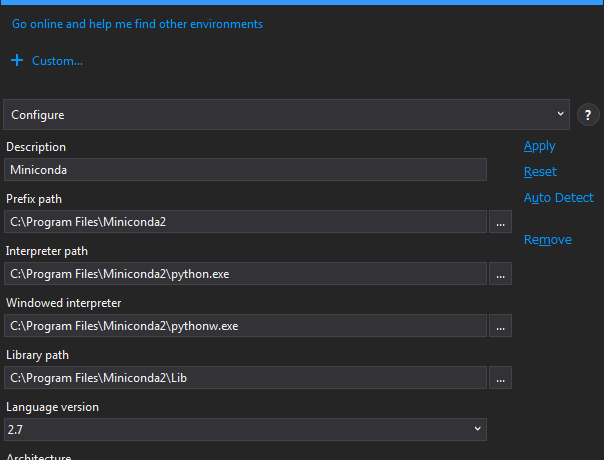 Go online and help me find other environments
+ Custom...
Configure
?
Description
Apply
Miniconda
Reset
Prefix path
Auto Detect
C:\Program Files\Miniconda2
...
Remove
Interpreter path
C:\Program Files\Miniconda2\python.exe
...
Windowed interpreter
C:\Program Files\Miniconda2\pythonw.exe
...
Library path
C:\Program Files\Miniconda2\Lib
...
Language version
2.7
Architecture